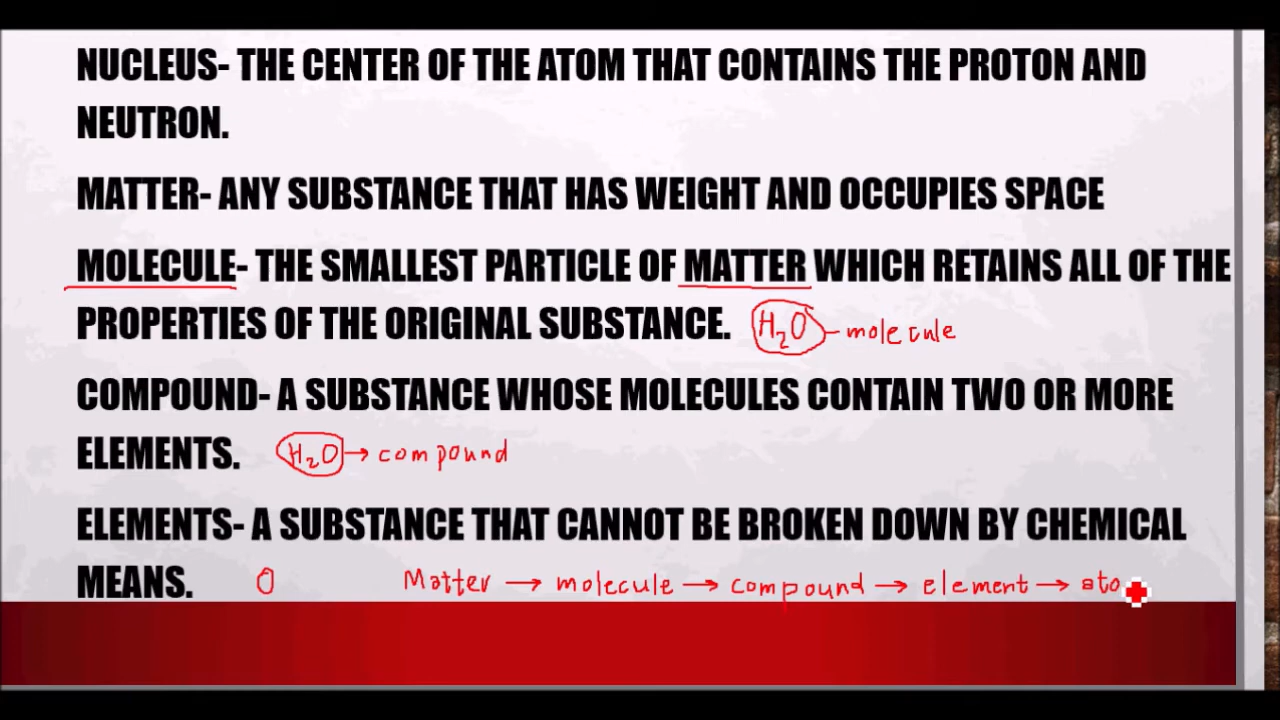 NUCLEUS- THE CENTER OF THE ATOM THAT CONTAINS THE PROTON AND
NEUTRON.
MATTER- ANY SUBSTANCE THAT HAS WEIGHT AND OCCUPIES SPACE
MOLECULE- THE SMALLEST PARTICLE OF MATTER WHICH RETAINS ALL OF THE
PROPERTIES OF THE ORIGINAL SUBSTANCE. H₂O - molecule
COMPOUND- A SUBSTANCE WHOSE MOLECULES CONTAIN TWO OR MORE
ELEMENTS. H₂O → compound
ELEMENTS- A SUBSTANCE THAT CANNOT BE BROKEN DOWN BY CHEMICAL
MEANS. O Matter → molecule → compound → element → ato